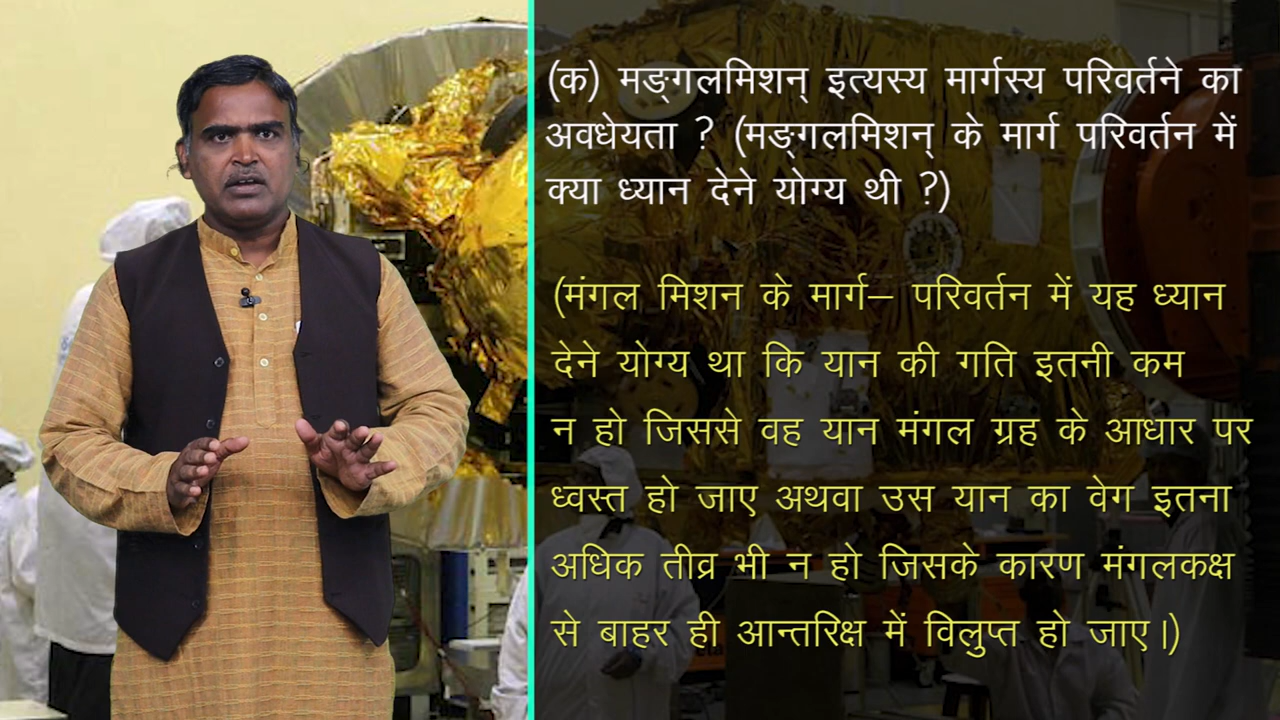 (क) मङ्गलमिशन् इत्यस्य मार्गस्य परिवर्तने का
अवधेयता ? (मङ्गलमिशन् के मार्ग परिवर्तन में
क्या ध्यान देने योग्य थी ?)
(मंगल मिशन के मार्ग– परिवर्तन में यह ध्यान
देने योग्य था कि यान की गति इतनी कम
न हो जिससे वह यान मंगल ग्रह के आधार पर
ध्वस्त हो जाए अथवा उस यान का वेग इतना
अधिक तीव्र भी न हो जिसके कारण मंगलकक्ष
से बाहर ही आन्तरिक्ष में विलुप्त हो जाए।)